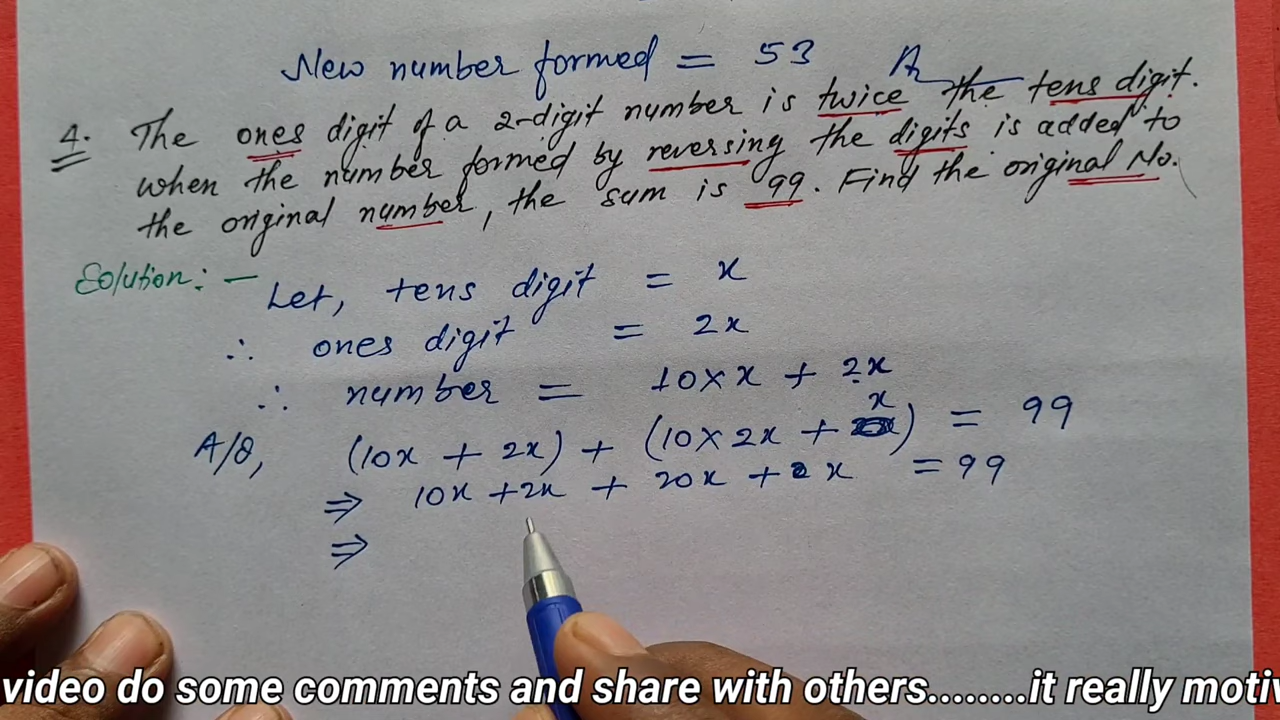 New number formed = 53
4. The ones digit of a 2-digit number is twice the tens digit.
when the number formed by reversing the digits is added to
the original number, the sum is 99. Find the original No.
Solution: -
Let, tens digit = x
∴ ones digit = 2x
∴ number = 10×x + 2x
A/Q, (10x + 2x) + (10×2x + x) = 99
⇒ 10x + 2x + 20x + x = 99
⇒
video do some comments and share with others........it really motiv